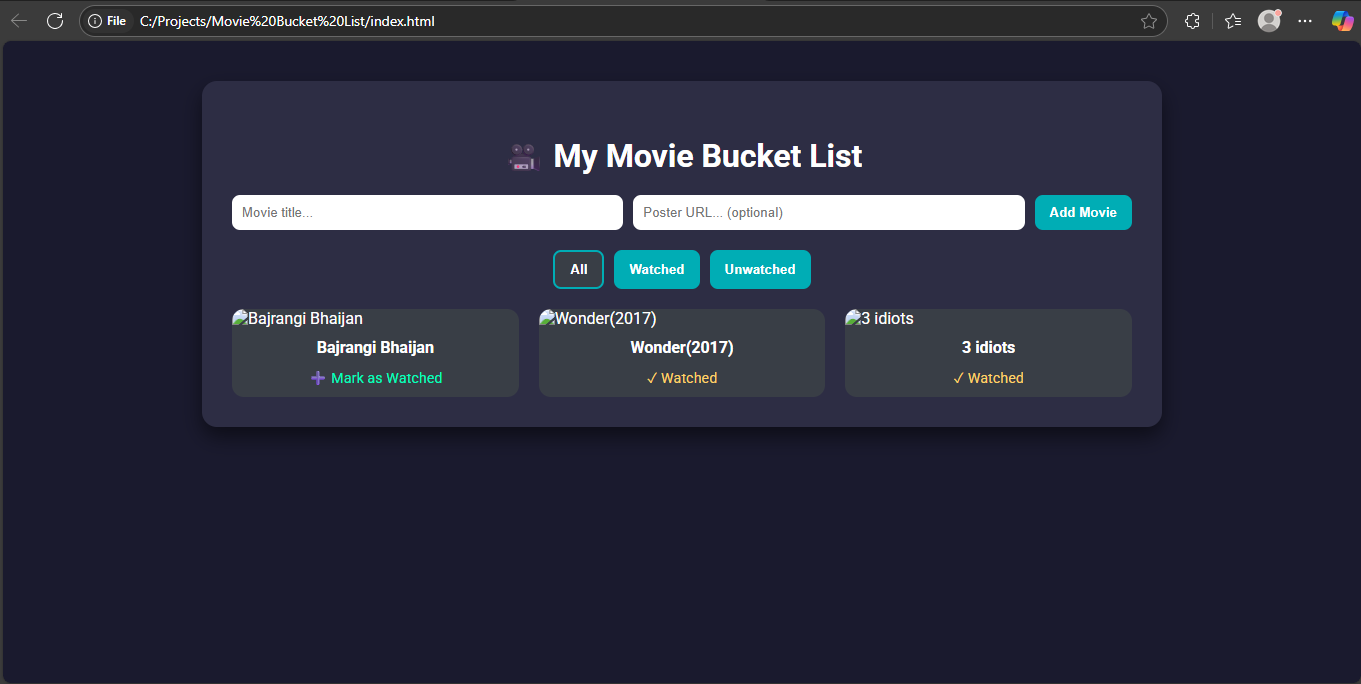 File C:/Projects/Movie%20Bucket%20List/index.html
🎥 My Movie Bucket List
Movie title... Poster URL... (optional) Add Movie
All Watched Unwatched
Bajrangi Bhaijan Wonder(2017) 3 idiots
Bajrangi Bhaijan Wonder(2017) 3 idiots
➕ Mark as Watched ✓ Watched ✓ Watched